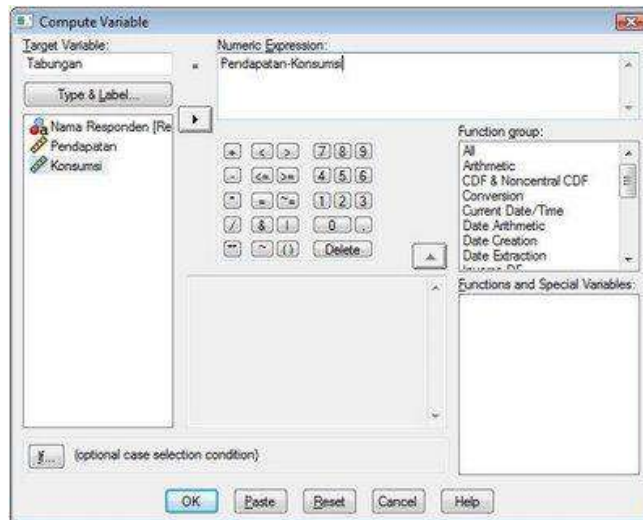 Compute Variable
Target Variable:
Tabungan
Type & Label...
=
Numeric Expression:
Pendapatan-Konsumsi
Nama Responden [Re
Pendapatan
Konsumsi
+ < > 7 8 9
- <= >= 4 5 6
* = ~= 1 2 3
/ & | 0 .
** ~ () Delete
Function group:
All
Arithmetic
CDF & Noncentral CDF
Conversion
Current Date/Time
Date Arithmetic
Date Creation
Date Extraction
Inverse DF
Functions and Special Variables:
If... (optional case selection condition)
OK Paste Reset Cancel Help